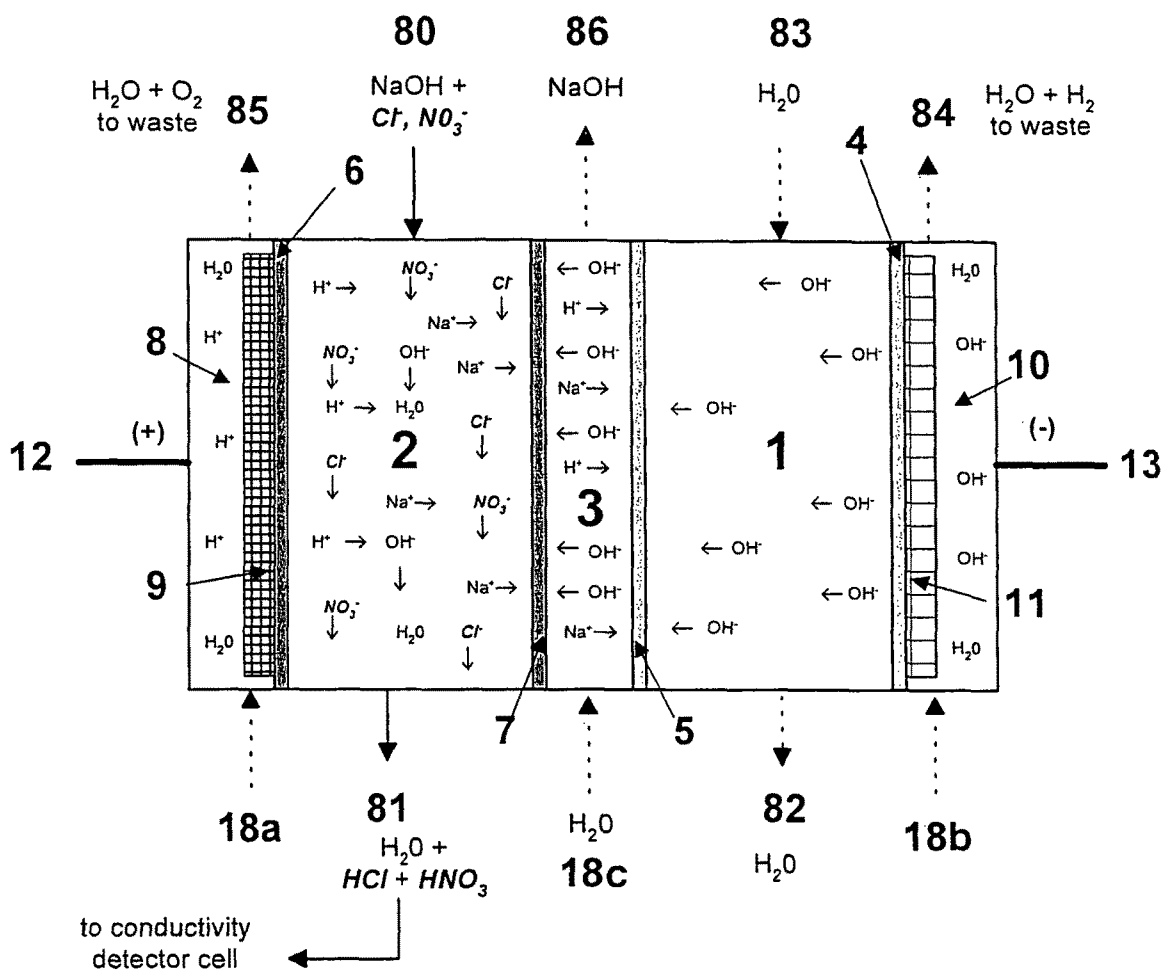 80
86
83
H₂O + O₂
to waste
85
NaOH +
Cl⁻, NO₃⁻
NaOH
H₂0
84
H₂O + H₂
to waste
6
4
H₂0 NO₃⁻ Cl⁻ ← OH⁻ ← OH⁻ H₂0
H⁺ →
Na⁺→ H⁺ →
8 H⁺ NO₃⁻ OH⁻ Na⁺ → ← OH⁻ ← OH⁻ OH⁻ 10
Na⁺→
H⁺ → H₂0 Cl⁻ ← OH⁻ ← OH⁻
12 (+) H⁺ 2 1 (-) 13
Cl⁻ H⁺→ OH⁻
Na⁺→ NO₃⁻ 3 ← OH⁻
9 H⁺ H⁺ → OH⁻ ← OH⁻ ← OH⁻ OH⁻ 11
Na⁺→ ← OH⁻ ← OH⁻
NO₃⁻
H₂0 H₂0 Cl⁻ Na⁺→ ← OH⁻ H₂0
7
5
18a
81
H₂0 +
HCl + HNO₃
H₂0
18c
82
H₂0
18b
to conductivity
detector cell